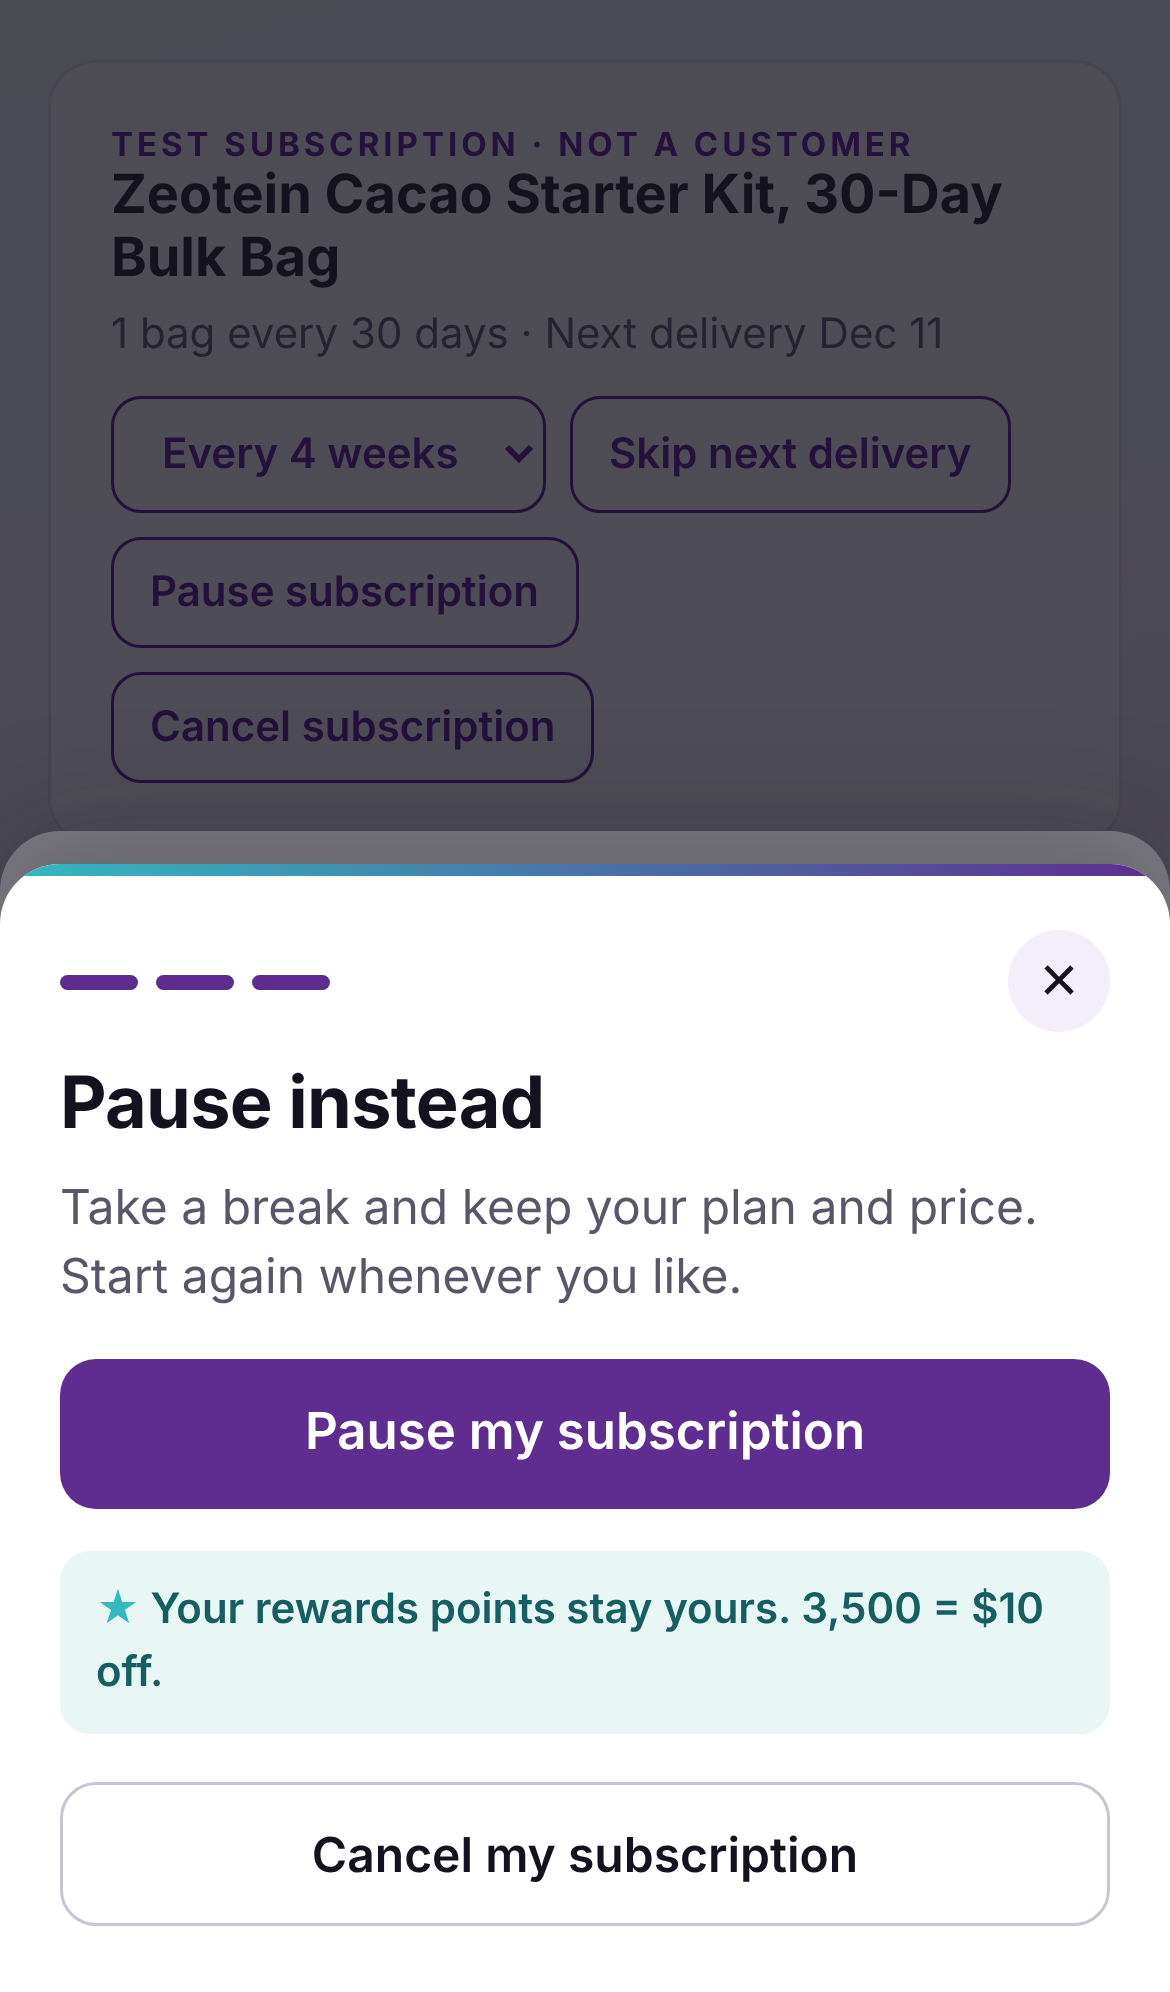 TEST SUBSCRIPTION · NOT A CUSTOMER
Zeotein Cacao Starter Kit, 30-Day
Bulk Bag
1 bag every 30 days · Next delivery Dec 11
Every 4 weeks
Skip next delivery
Pause subscription
Cancel subscription
Pause instead
Take a break and keep your plan and price.
Start again whenever you like.
Pause my subscription
★ Your rewards points stay yours. 3,500 = $10
off.
Cancel my subscription